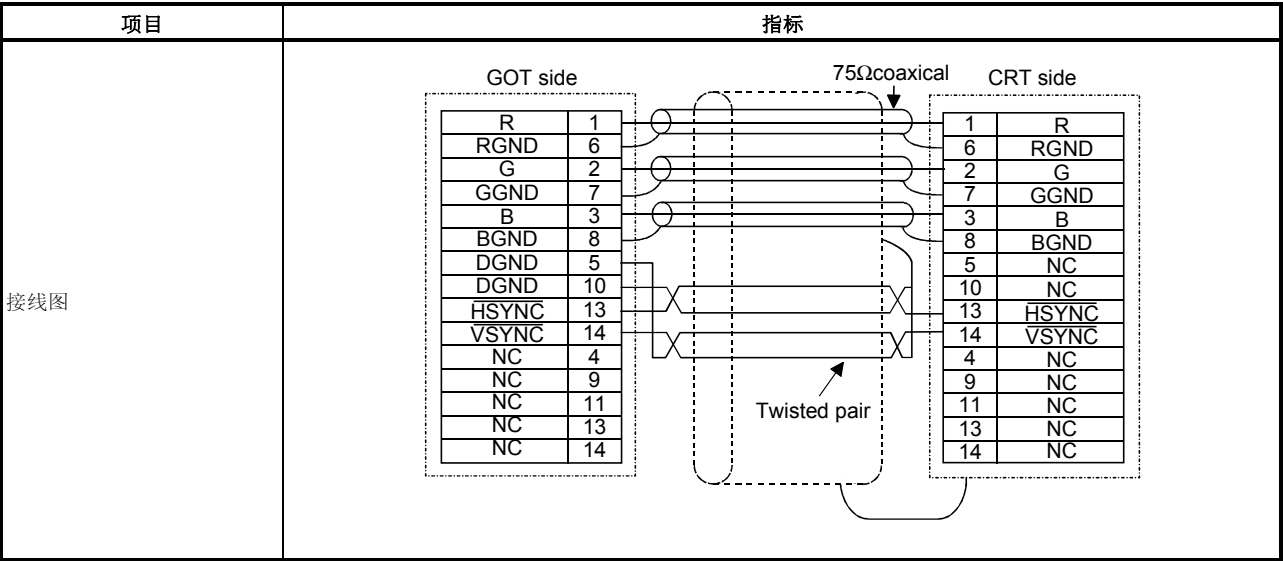 项目 指标
接线图
GOT side 75Ωcoaxical CRT side
R 1 1 R
RGND 6 6 RGND
G 2 2 G
GGND 7 7 GGND
B 3 3 B
BGND 8 8 BGND
DGND 5 5 NC
DGND 10 10 NC
HSYNC 13 13 HSYNC
VSYNC 14 14 VSYNC
NC 4 4 NC
NC 9 9 NC
NC 11 11 NC
NC 13 13 NC
NC 14 14 NC
Twisted pair